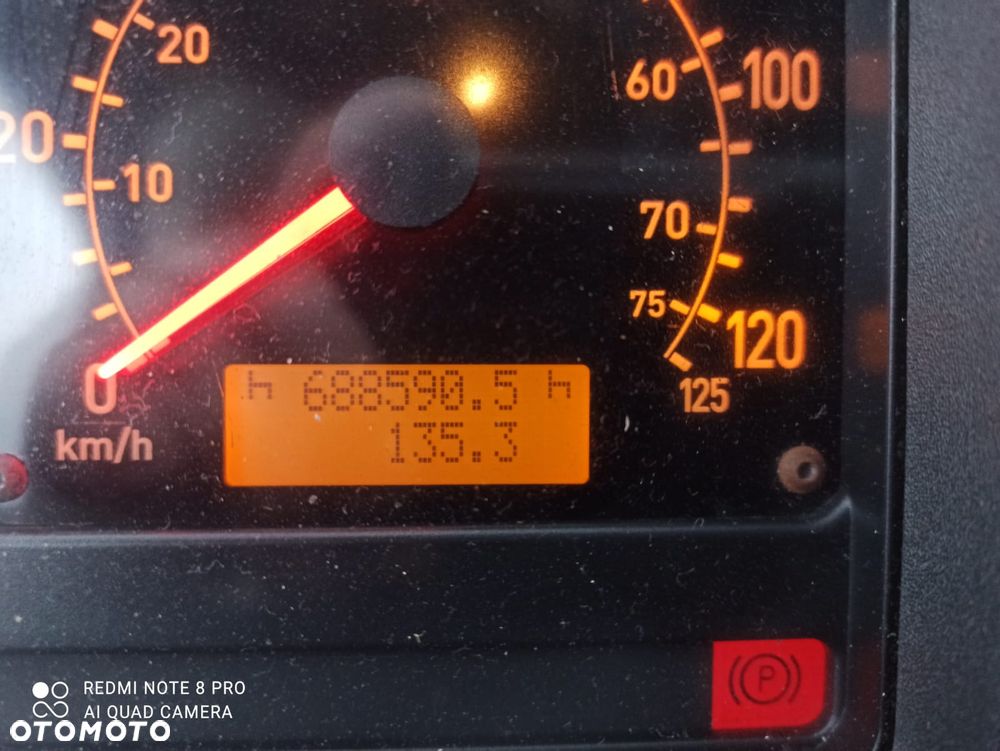 20
60
100
20
10
70
75
120
0
125
km/h
h 688590.5 h
135.3
P
REDMI NOTE 8 PRO
AI QUAD CAMERA
OTOMOTO